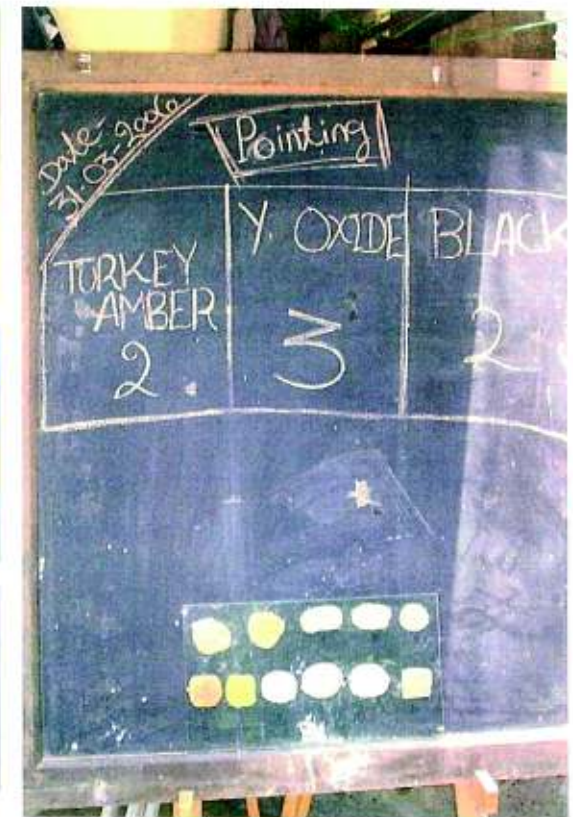 Date-
31-03-2006
Pointing
TURKEY
AMBER
2
Y. OXIDE
3
BLACK
2